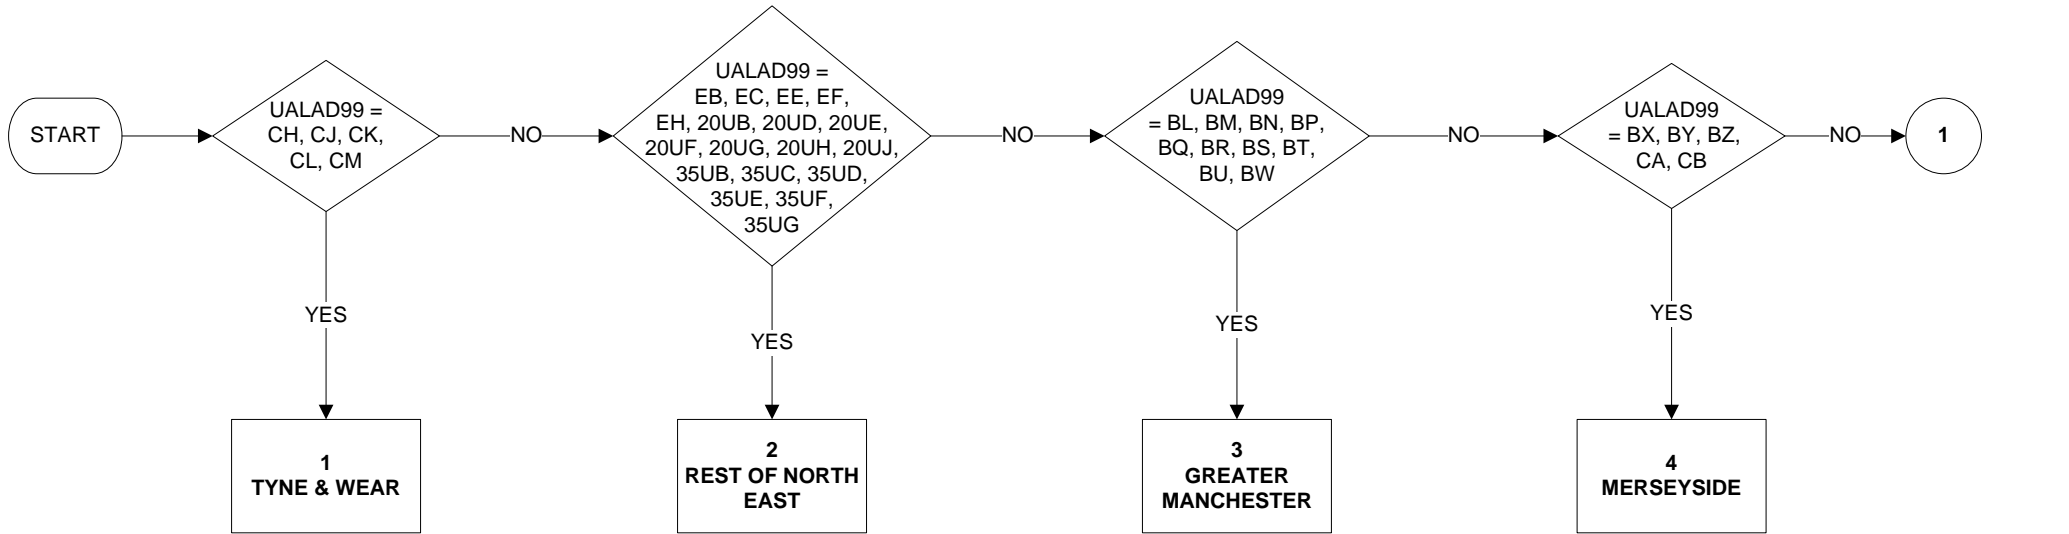 START
UALAD99 =
CH, CJ, CK,
CL, CM
NO
YES
1
TYNE & WEAR
UALAD99 =
EB, EC, EE, EF,
EH, 20UB, 20UD, 20UE,
20UF, 20UG, 20UH, 20UJ,
35UB, 35UC, 35UD,
35UE, 35UF,
35UG
NO
YES
2
REST OF NORTH
EAST
UALAD99
= BL, BM, BN, BP,
BQ, BR, BS, BT,
BU, BW
NO
YES
3
GREATER
MANCHESTER
UALAD99
= BX, BY, BZ,
CA, CB
NO
YES
4
MERSEYSIDE
1